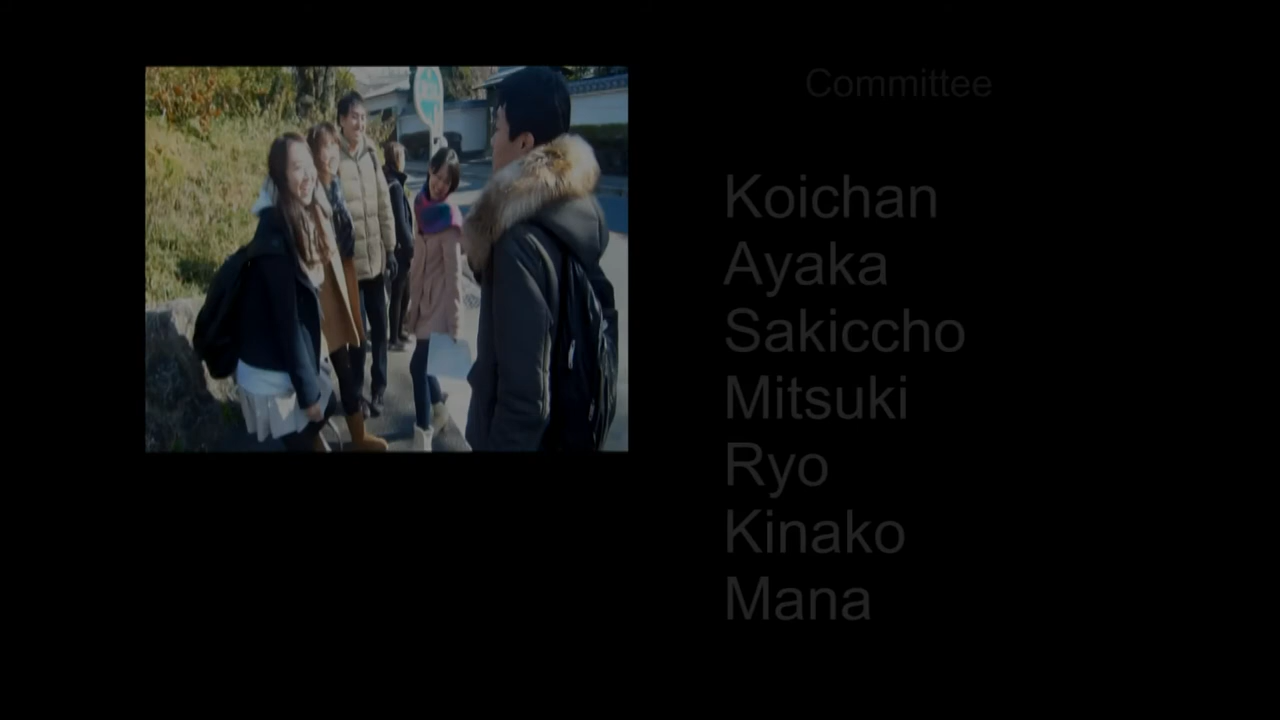 Committee
Koichan
Ayaka
Sakiccho
Mitsuki
Ryo
Kinako
Mana